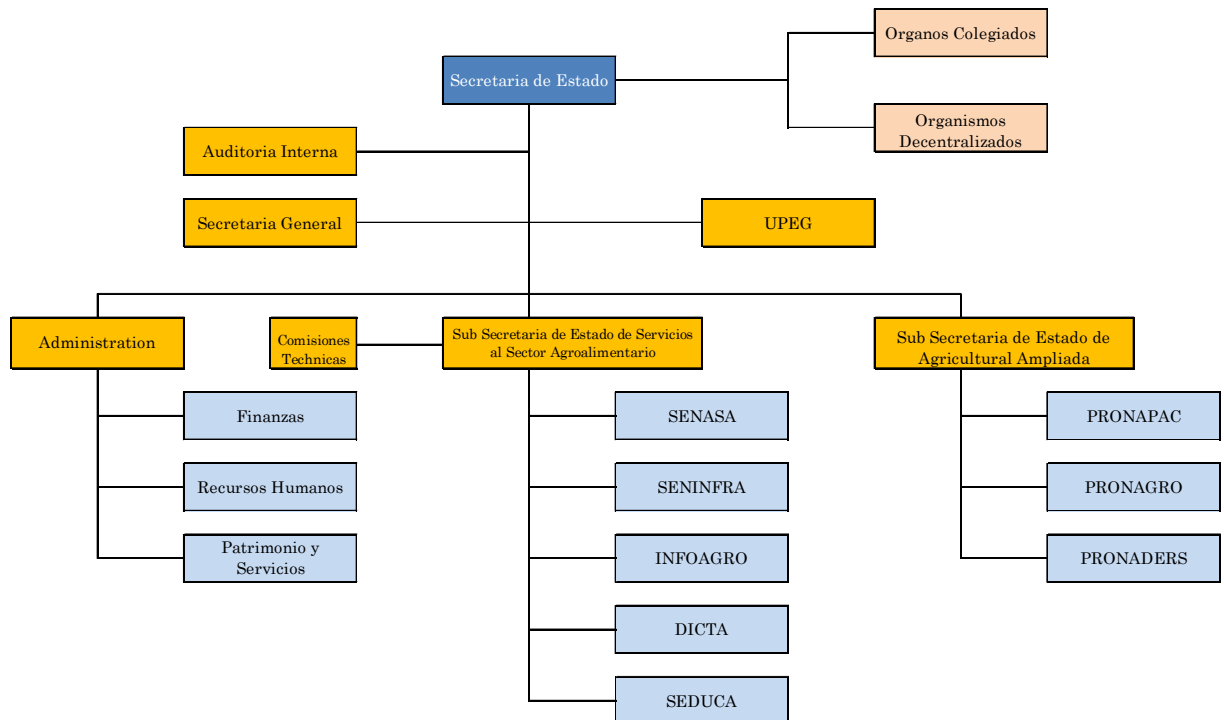 Organos Colegiados
Secretaria de Estado
Organismos
Decentralizados
Auditoria Interna
Secretaria General
UPEG
Administration
Comisiones
Technicas
Sub Secretaria de Estado de Servicios
al Sector Agroalimentario
Sub Secretaria de Estado de
Agricultural Ampliada
Finanzas
SENASA
PRONAPAC
Recursos Humanos
SENINFRA
PRONAGRO
Patrimonio y
Servicios
INFOAGRO
PRONADERS
DICTA
SEDUCA